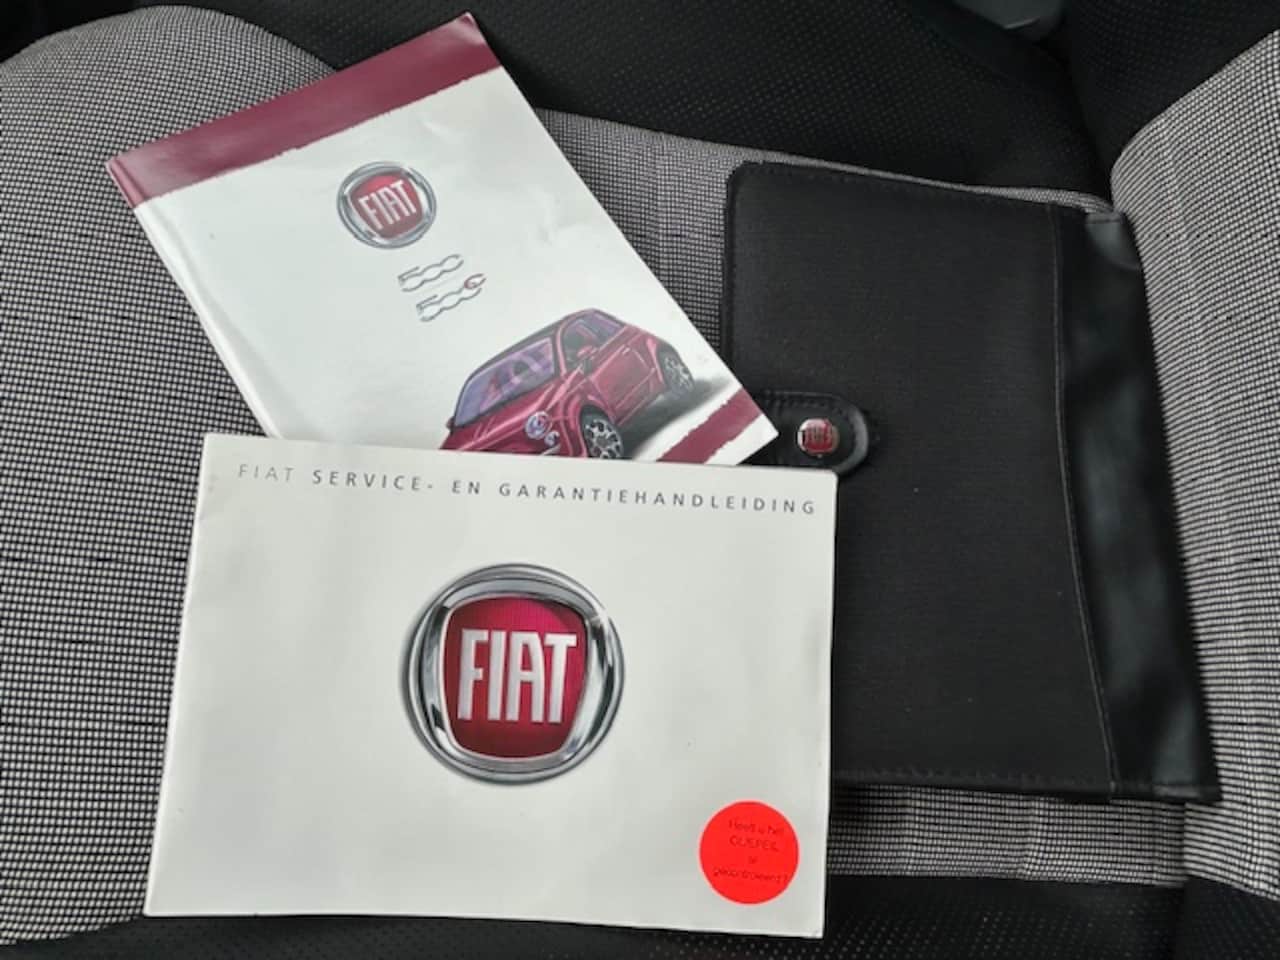 FIAT
500
500C
FIAT SERVICE- EN GARANTIEHANDLEIDING
FIAT
Heeft u het
OLIEPEIL
al
gecontroleerd?